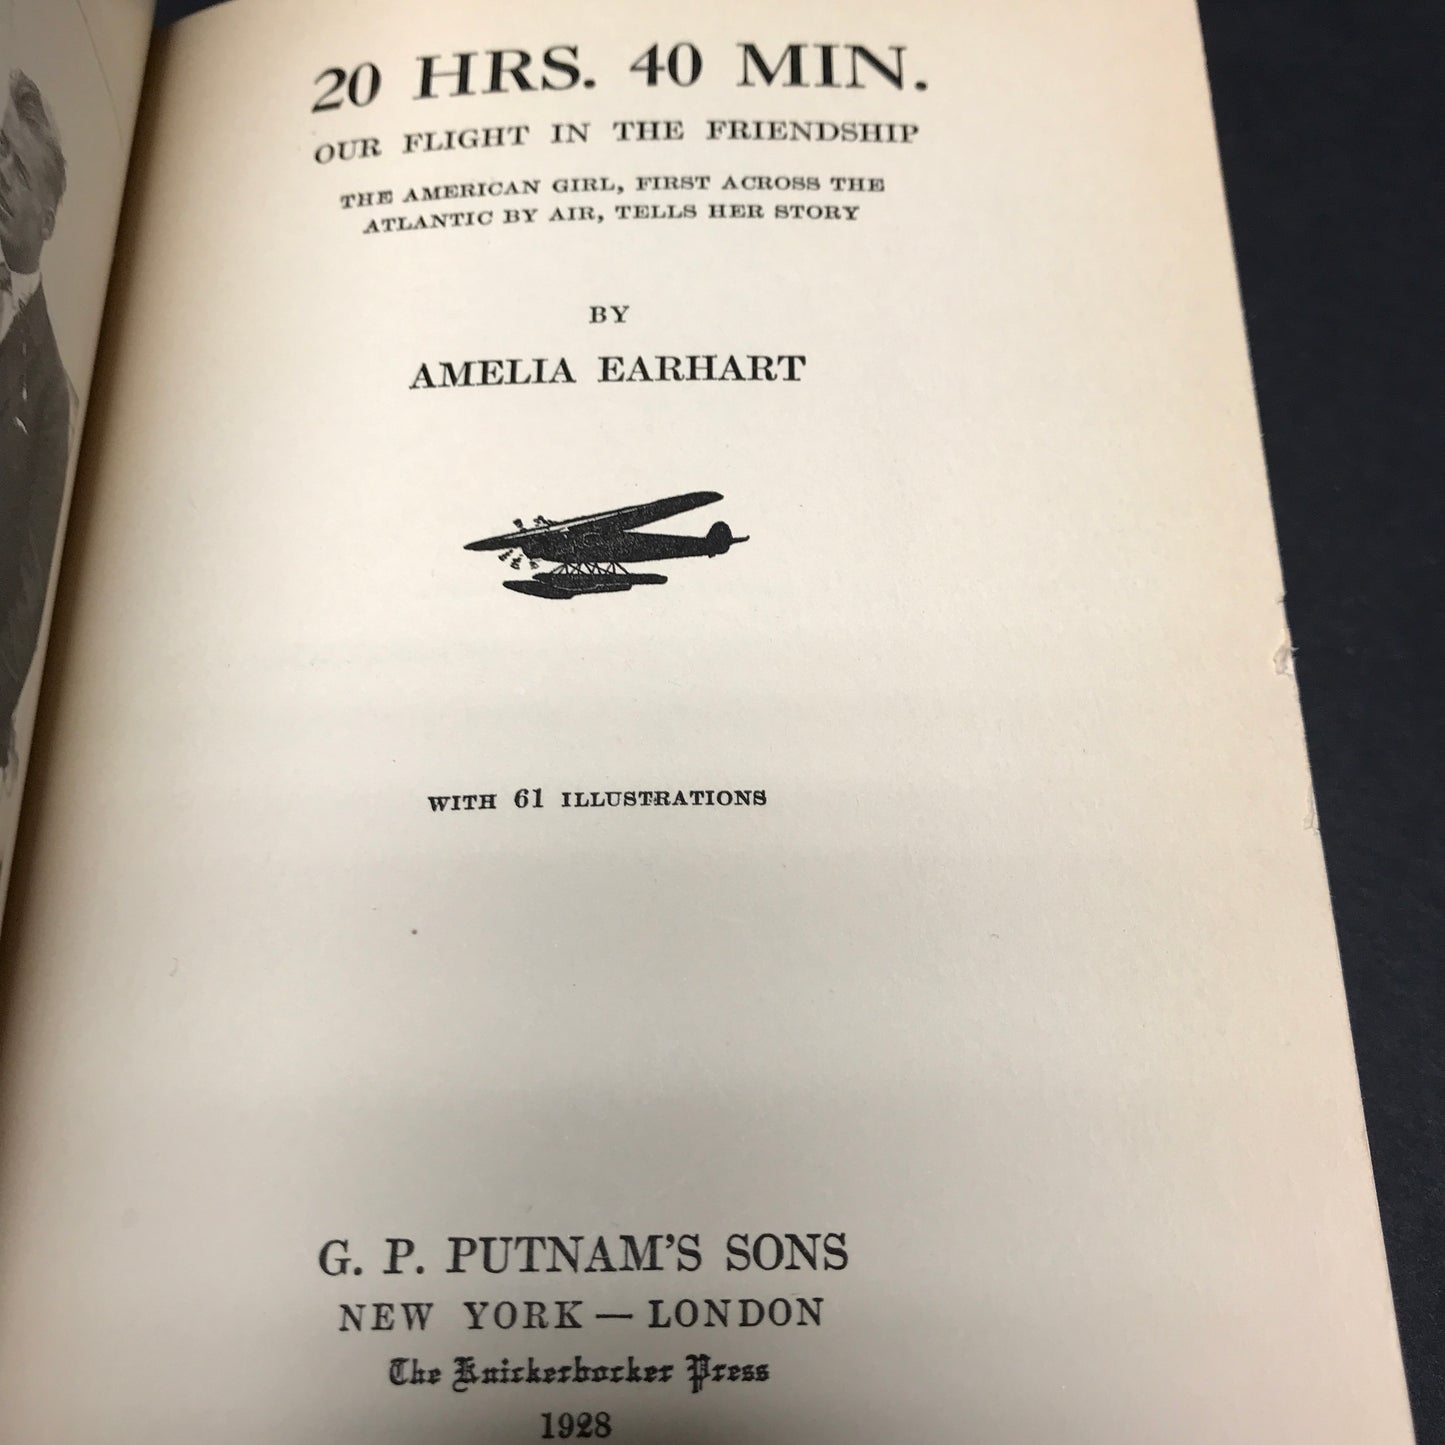 20 HRS. 40 MIN.
OUR FLIGHT IN THE FRIENDSHIP
THE AMERICAN GIRL, FIRST ACROSS THE
ATLANTIC BY AIR, TELLS HER STORY
BY
AMELIA EARHART
WITH 61 ILLUSTRATIONS
G. P. PUTNAM'S SONS
NEW YORK — LONDON
The Knickerbocker Press
1928